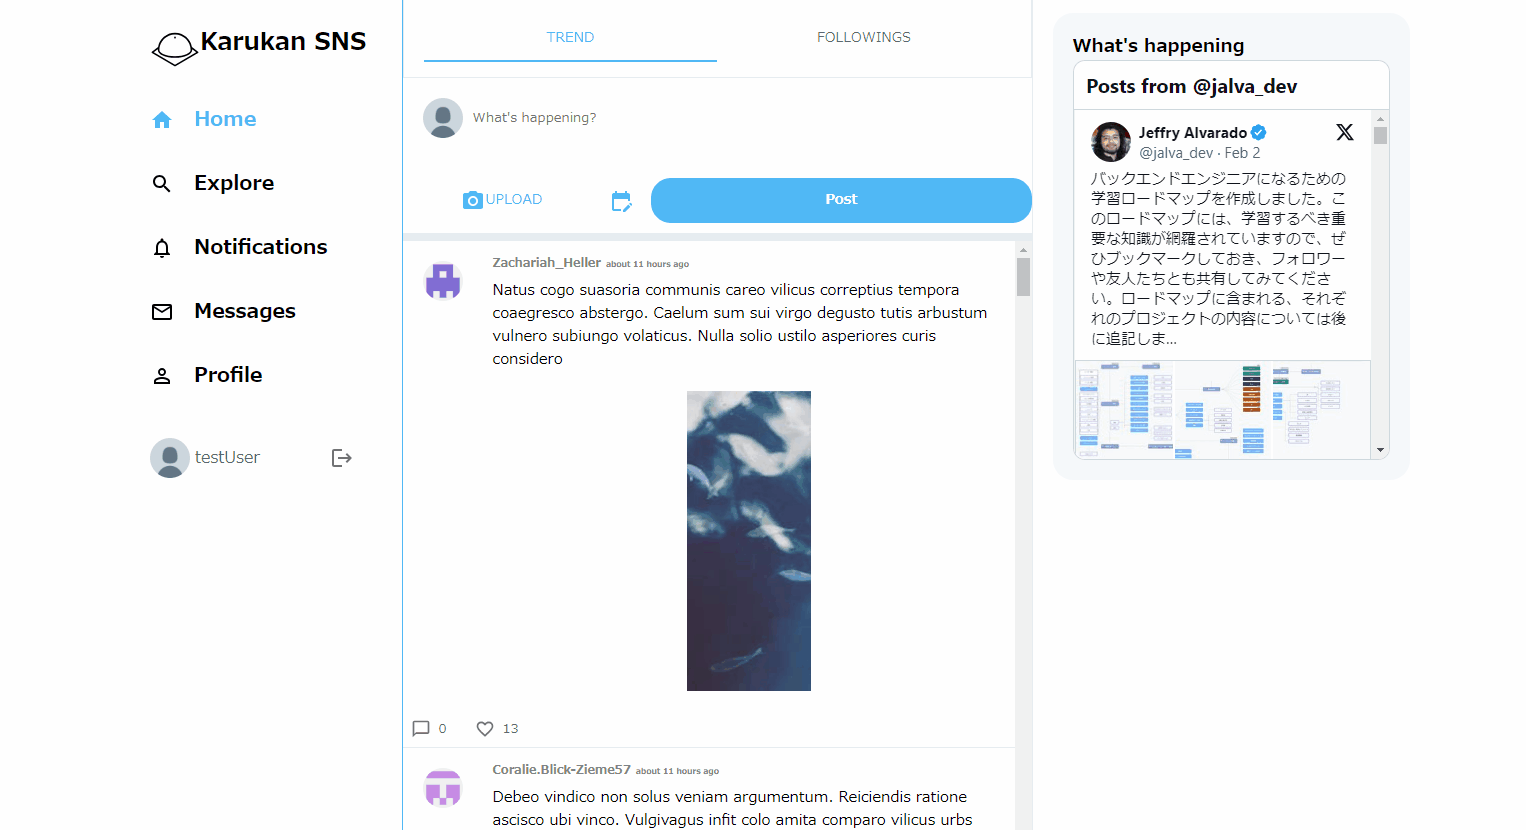 Karukan SNS
Home
Explore
Notifications
Messages
Profile
testUser
TREND
FOLLOWINGS
What's happening?
UPLOAD
Post
Zachariah_Heller about 11 hours ago
Natus cogo suasoria communis careo vilicus correptius tempora
coaegresco abstergo. Caelum sum sui virgo degusto tutis arbustum
vulnero subiungo volaticus. Nulla solio ustilo asperiores curis
considero
0
13
Coralie.Blick-Zieme57 about 11 hours ago
Debeo vindico non solus veniam argumentum. Reiciendis ratione
ascisco ubi vinco. Vulgivagus infit colo amita comparo vilicus urbs
What's happening
Posts from @jalva_dev
Jeffry Alvarado
@jalva_dev · Feb 2
バックエンドエンジニアになるための
学習ロードマップを作成しました。こ
のロードマップには、学習するべき重
要な知識が網羅されていますので、ぜ
ひブックマークしておき、フォロワー
や友人たちとも共有してみてくださ
い。ロードマップに含まれる、それぞ
れのプロジェクトの内容については後
に追記しま…